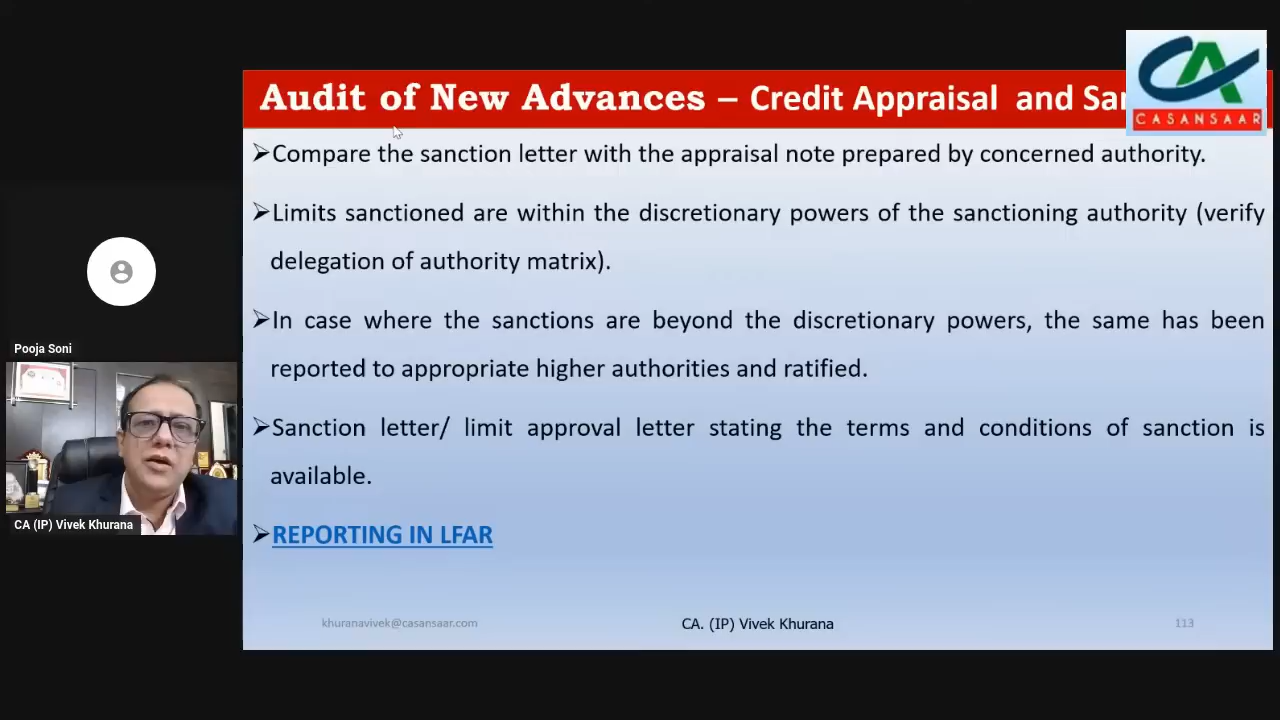 Audit of New Advances – Credit Appraisal and
CASANSAAR
➢Compare the sanction letter with the appraisal note prepared by concerned authority.
➢Limits sanctioned are within the discretionary powers of the sanctioning authority (verify
delegation of authority matrix).
➢In case where the sanctions are beyond the discretionary powers, the same has been
reported to appropriate higher authorities and ratified.
➢Sanction letter/ limit approval letter stating the terms and conditions of sanction is
available.
➢REPORTING IN LFAR
khuranavivek@casansaar.com
CA. (IP) Vivek Khurana
113
Pooja Soni
CA (IP) Vivek Khurana